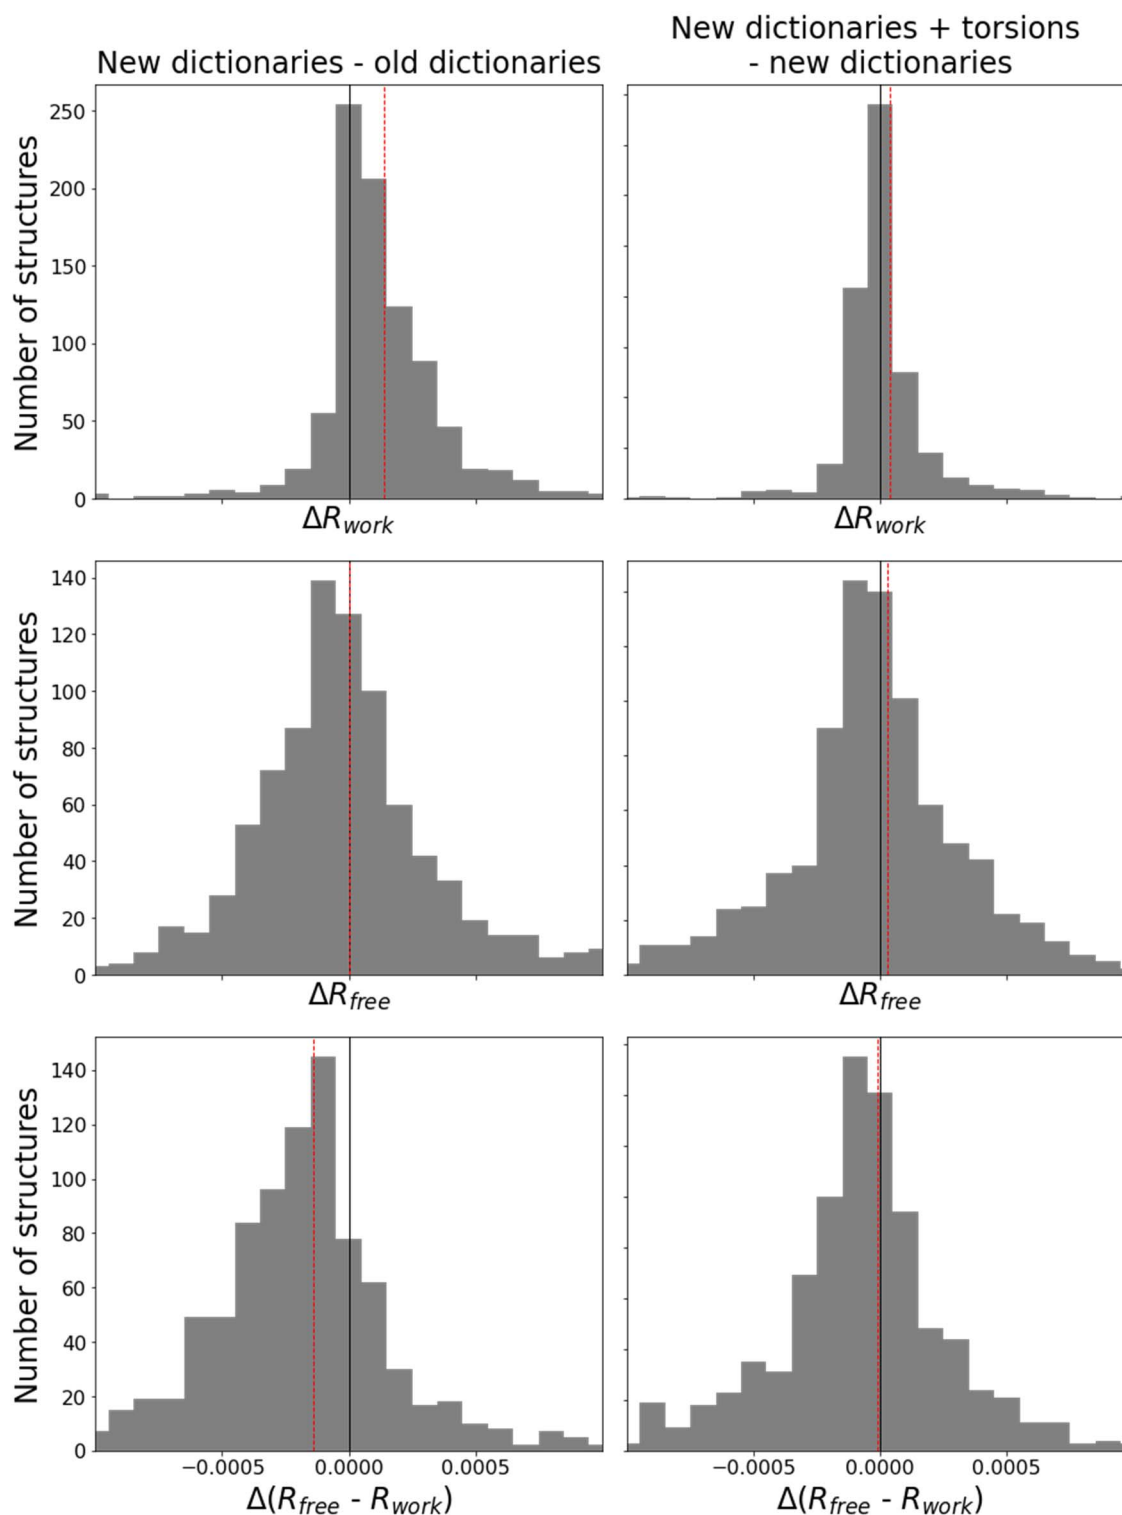 New dictionaries - old dictionaries
New dictionaries + torsions
- new dictionaries
Number of structures
250
200
150
100
50
0
ΔR_work
ΔR_work
Number of structures
140
120
100
80
60
40
20
0
ΔR_free
ΔR_free
Number of structures
140
120
100
80
60
40
20
0
−0.0005 0.0000 0.0005
−0.0005 0.0000 0.0005
Δ(R_free - R_work)
Δ(R_free - R_work)